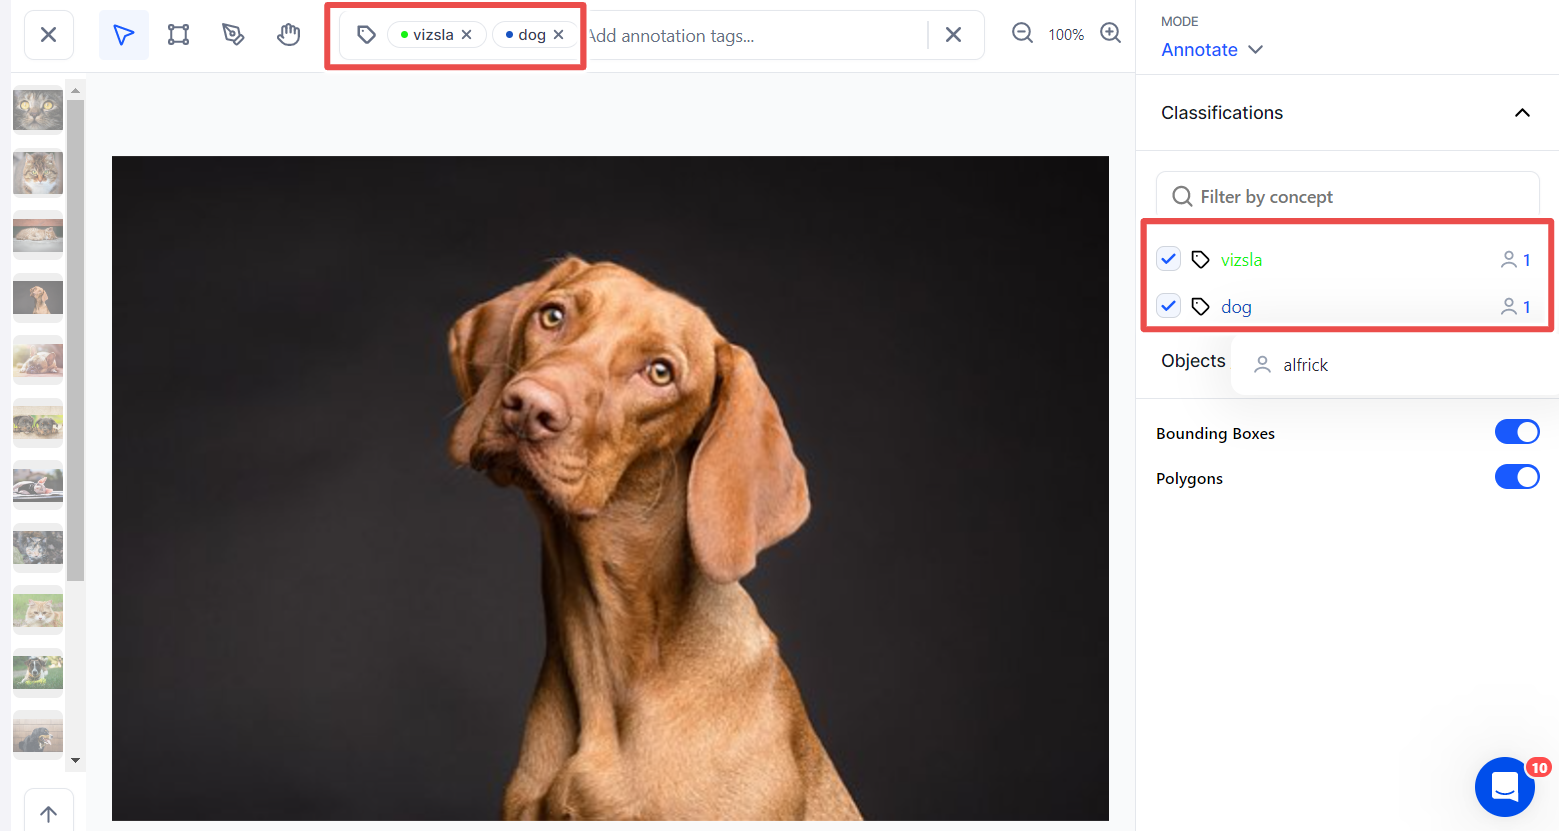 vizsla
dog
Add annotation tags...
100%
MODE
Annotate
Classifications
Filter by concept
vizsla 1
dog 1
Objects
alfrick
Bounding Boxes
Polygons
10